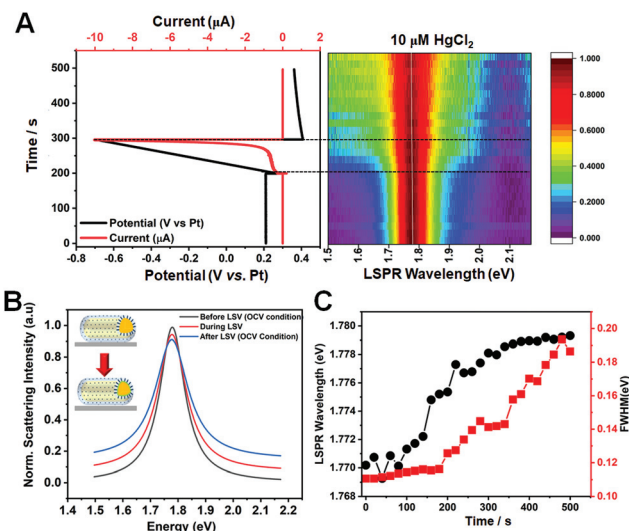 A
Current (μA)
-10 -8 -6 -4 -2 0 2
10 μM HgCl2
Time / s
500
400
300
200
100
0
Potential (V vs Pt)
Current (μA)
-0.8 -0.6 -0.4 -0.2 0.0 0.2 0.4
Potential (V vs. Pt)
1.5 1.7 1.8 1.9 2.0 2.1
LSPR Wavelength (eV)
1.000
0.8000
0.6000
0.4000
0.2000
0.000
B
Norm. Scattering Intensity (a.u)
1.0
0.8
0.6
0.4
0.2
0.0
Before LSV (OCV condition)
During LSV
After LSV (OCV Condition)
1.4 1.5 1.6 1.7 1.8 1.9 2.0 2.1 2.2
Energy (eV)
C
LSPR Wavelength (eV)
1.780
1.778
1.776
1.774
1.772
1.770
1.768
0 100 200 300 400 500
Time / s
0.20
0.18
0.16
0.14
0.12
0.10
FWHM(eV)